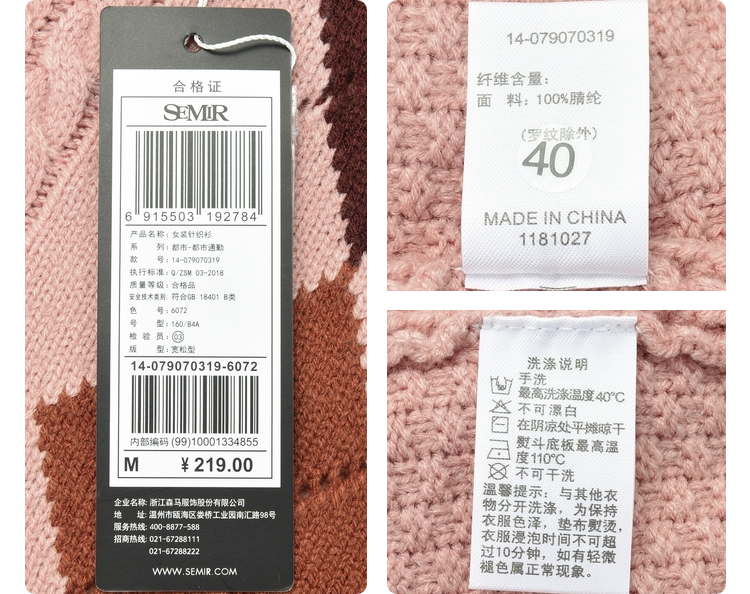 合格证
SEMIR
6 915503 192784
产品名称: 女装针织衫
系 列: 都市-都市通勤
款 号: 14-079070319
执行标准: Q/ZSM 03-2018
质量等级: 合格品
安全技术类别: 符合GB 18401 B类
色 号: 6072
号 型: 160/84A
检 验 员: 03
版 型: 宽松型
14-079070319-6072
内部编码 (99)10001334855
M ¥219.00
企业名称: 浙江森马服饰股份有限公司
地 址: 温州市瓯海区娄桥工业园南汇路98号
服务热线: 400-8877-588
招商热线: 021-67288111
021-67288222
WWW.SEMIR.COM
14-079070319
纤维含量:
面 料: 100%腈纶
(罗纹除外)
40
MADE IN CHINA
1181027
洗涤说明
手洗
最高洗涤温度40℃
不可漂白
在阴凉处平摊晾干
熨斗底板最高温
度110℃
不可干洗
温馨提示: 与其他衣
物分开洗涤, 为保持
衣服色泽, 垫布熨烫,
衣服浸泡时间不可超
过10分钟, 如有轻微
褪色属正常现象。